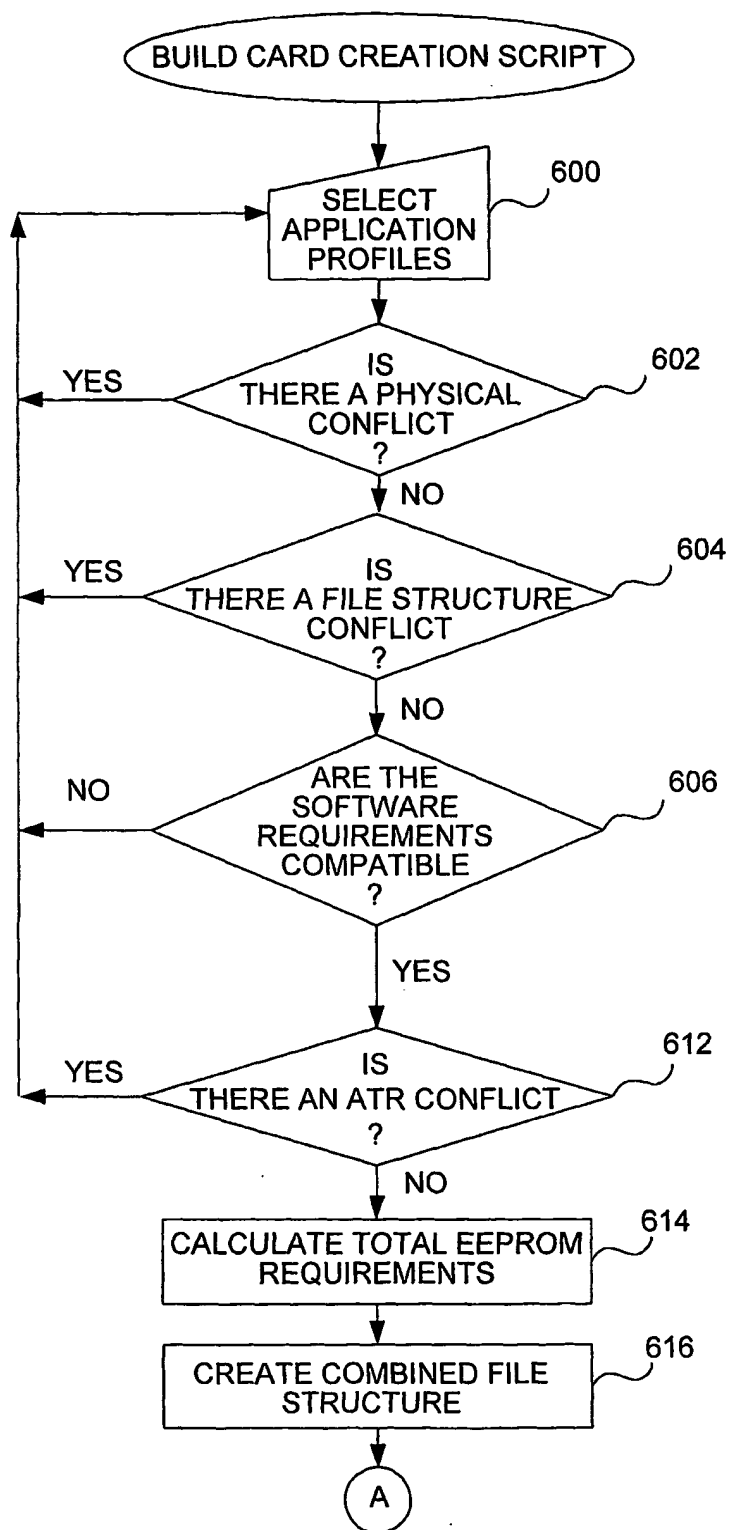 BUILD CARD CREATION SCRIPT
600
SELECT
APPLICATION
PROFILES
IS
THERE A PHYSICAL
CONFLICT
?
602
YES
NO
IS
THERE A FILE STRUCTURE
CONFLICT
?
604
YES
NO
ARE THE
SOFTWARE
REQUIREMENTS
COMPATIBLE
?
606
NO
YES
IS
THERE AN ATR CONFLICT
?
612
YES
NO
CALCULATE TOTAL EEPROM
REQUIREMENTS
614
CREATE COMBINED FILE
STRUCTURE
616
A